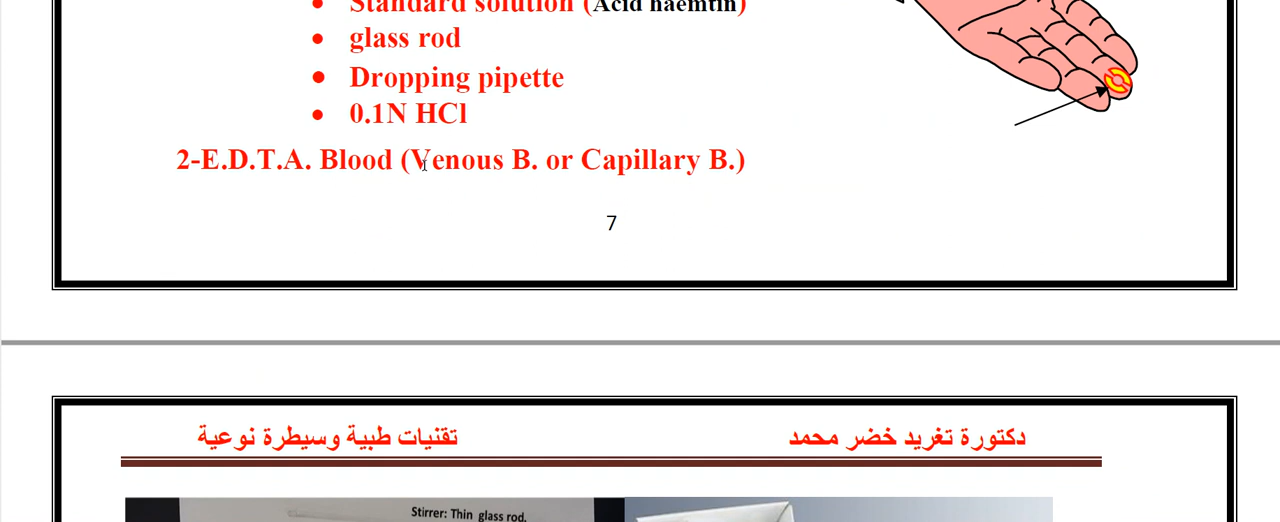 • Standard solution (Acid haemtin)
• glass rod
• Dropping pipette
• 0.1N HCl
2-E.D.T.A. Blood (Venous B. or Capillary B.)
7
دكتورة تغريد خضر محمد تقنيات طبية وسيطرة نوعية
Stirrer: Thin glass rod.